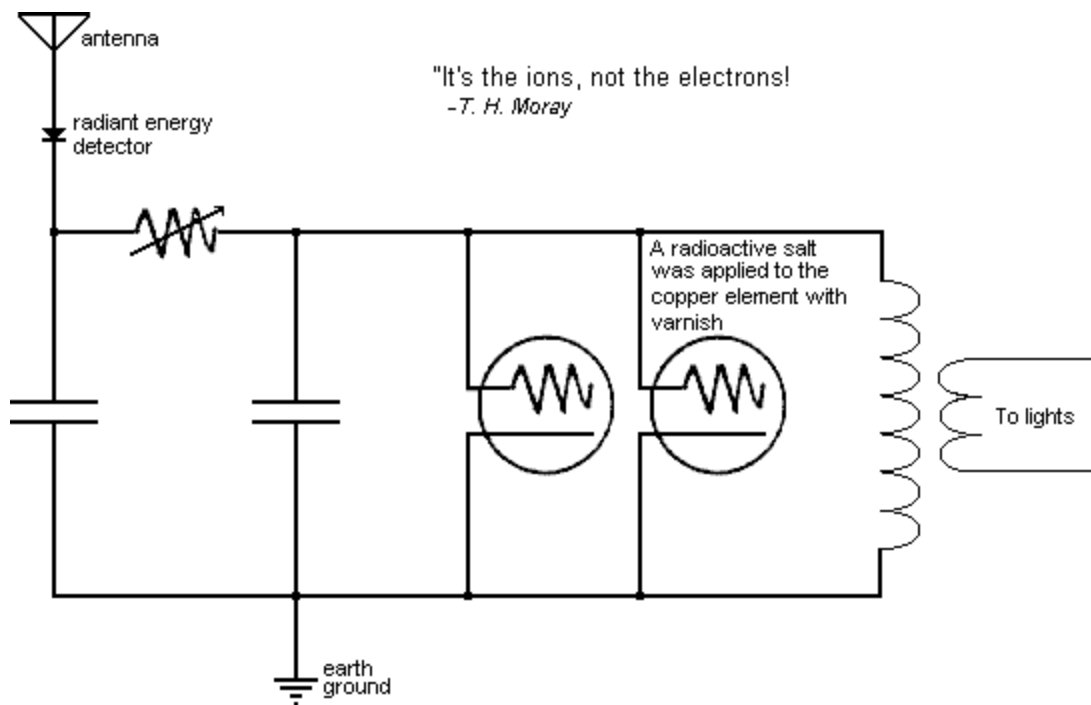 antenna
"It's the ions, not the electrons!
-T. H. Moray
radiant energy
detector
A radioactive salt
was applied to the
copper element with
varnish
To lights
earth
ground